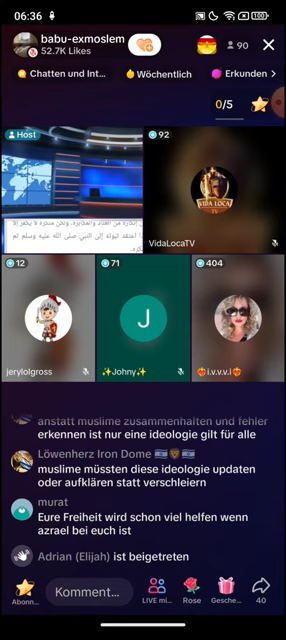 06:36
100
babu-exmoslem
52.7K Likes
90
Chatten und Int...
Wöchentlich
Erkunden >
0/5
Host
92
VIDA LOCA
VidaLocaTV
12
jerylolgross
71
J
✨Johny✨
404
❤️‍🔥i.v.v.v.i❤️‍🔥
anstatt muslime zusammenhalten und fehler
erkennen ist nur eine ideologie gilt für alle
Löwenherz Iron Dome 🇮🇱🦁🇮🇱
muslime müssten diese ideologie updaten
oder aufklären statt verschleiern
murat
Eure Freiheit wird schon viel helfen wenn
azrael bei euch ist
Adrian (Elijah) ist beigetreten
Abonn...
Komment...
LIVE mi...
Rose
Gesche...
40